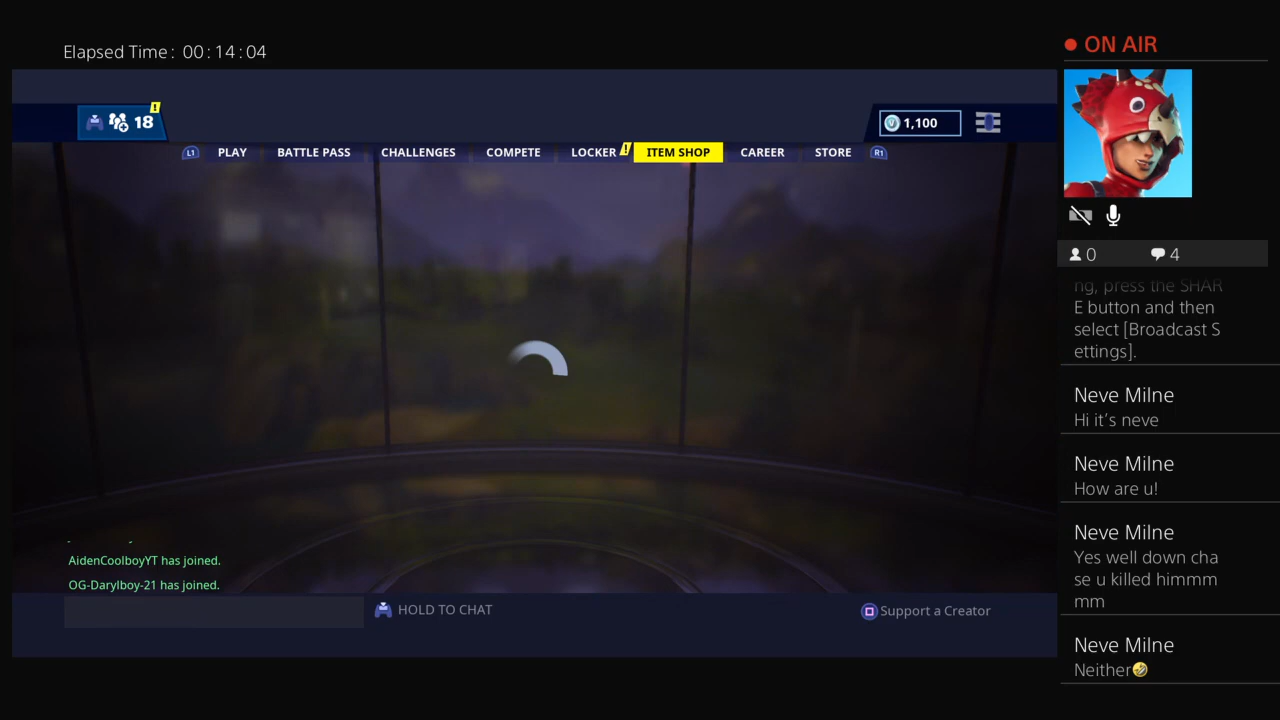 Elapsed Time: 00:14:04
ON AIR
18
1,100
L1 PLAY BATTLE PASS CHALLENGES COMPETE LOCKER ! ITEM SHOP CAREER STORE R1
0 4
ng, press the SHAR
E button and then
select [Broadcast S
ettings].
Neve Milne
Hi it’s neve
Neve Milne
How are u!
Neve Milne
Yes well down cha
se u killed himmm
mm
Neve Milne
Neither🤣
AidenCoolboyYT has joined.
OG-Darylboy-21 has joined.
HOLD TO CHAT
Support a Creator